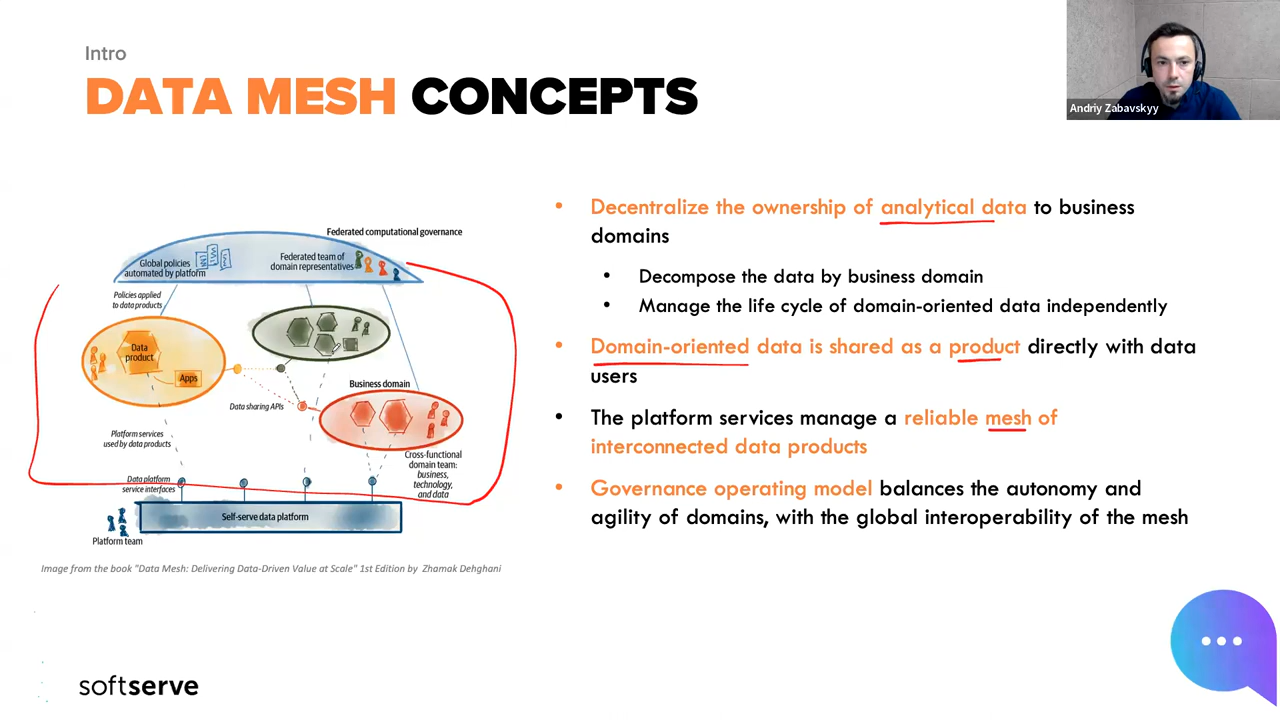 Intro
DATA MESH CONCEPTS
Andriy Zabavskyy
Federated computational governance
Global policies
automated by platform
Federated team of
domain representatives
Policies applied
to data products
Data
product
Apps
Business domain
Data sharing APIs
Platform services
used by data products
Cross-functional
domain team:
business,
technology,
and data
Data platform
service interfaces
Self-serve data platform
Platform team
Image from the book "Data Mesh: Delivering Data-Driven Value at Scale" 1st Edition by Zhamak Dehghani
• Decentralize the ownership of analytical data to business
domains
• Decompose the data by business domain
• Manage the life cycle of domain-oriented data independently
• Domain-oriented data is shared as a product directly with data
users
• The platform services manage a reliable mesh of
interconnected data products
• Governance operating model balances the autonomy and
agility of domains, with the global interoperability of the mesh
softserve